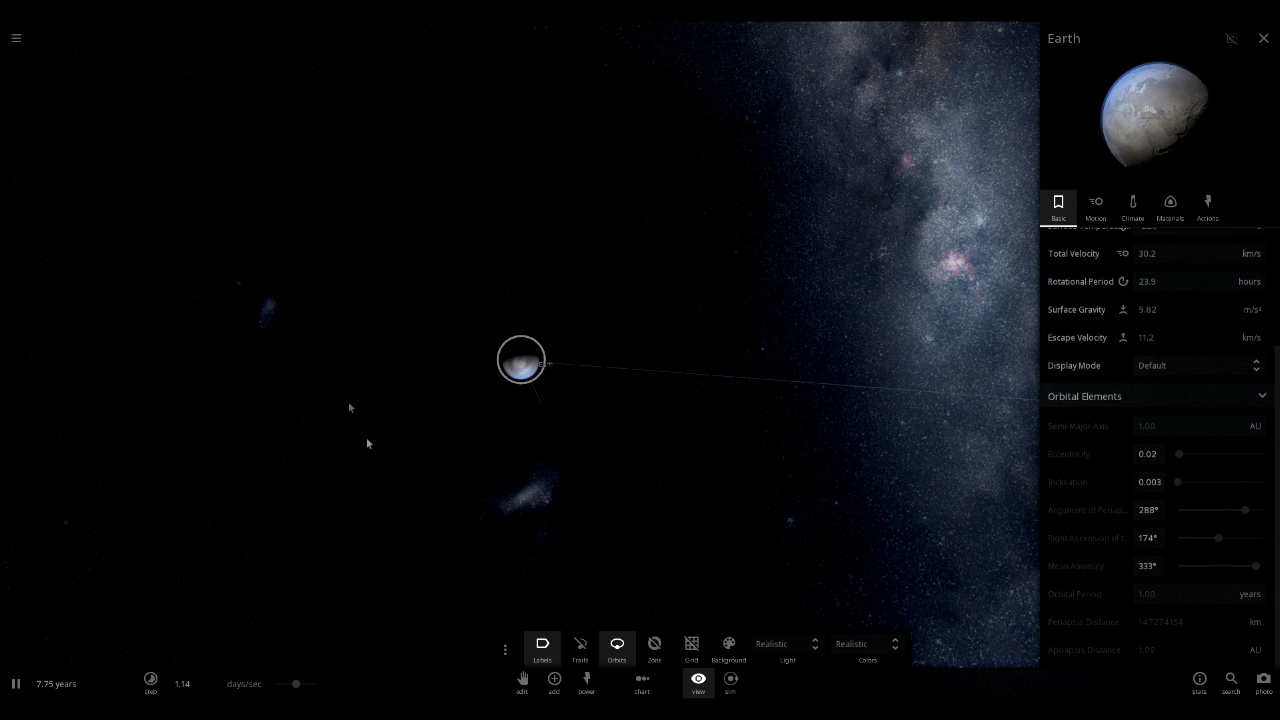 Earth
Basic
Motion
Climate
Materials
Actions
Total Velocity 30.2 km/s
Rotational Period 23.9 hours
Surface Gravity 9.82 m/s²
Escape Velocity 11.2 km/s
Display Mode Default
Orbital Elements
Semi-Major Axis 1.00 AU
Eccentricity 0.02
Inclination 0.003
Argument of Periap... 288°
Right Ascension of t... 174°
Mean Anomaly 333°
Orbital Period 1.00 years
Periapsis Distance 147274154 km
Apoapsis Distance 1.02 AU
Labels
Trails
Orbits
Zone
Grid
Background
Realistic
Light
Realistic
Colors
7.75 years
step
1.14 days/sec
edit
add
power
chart
view
sim
stats
search
photo